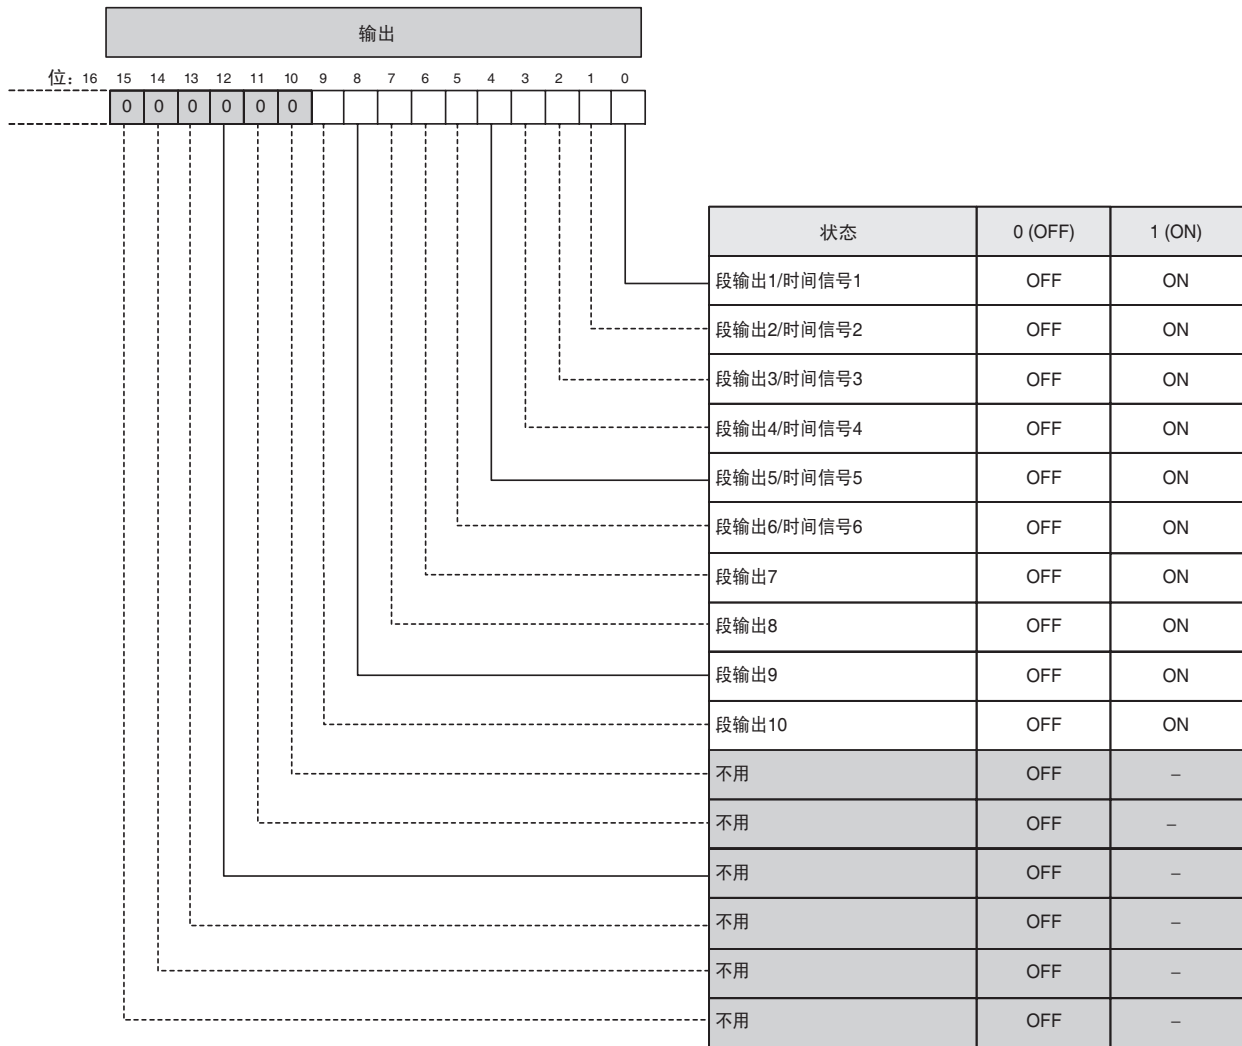 输出
位: 16 15 14 13 12 11 10 9 8 7 6 5 4 3 2 1 0
0 0 0 0 0 0
状态 0 (OFF) 1 (ON)
段输出1/时间信号1 OFF ON
段输出2/时间信号2 OFF ON
段输出3/时间信号3 OFF ON
段输出4/时间信号4 OFF ON
段输出5/时间信号5 OFF ON
段输出6/时间信号6 OFF ON
段输出7 OFF ON
段输出8 OFF ON
段输出9 OFF ON
段输出10 OFF ON
不用 OFF –
不用 OFF –
不用 OFF –
不用 OFF –
不用 OFF –
不用 OFF –